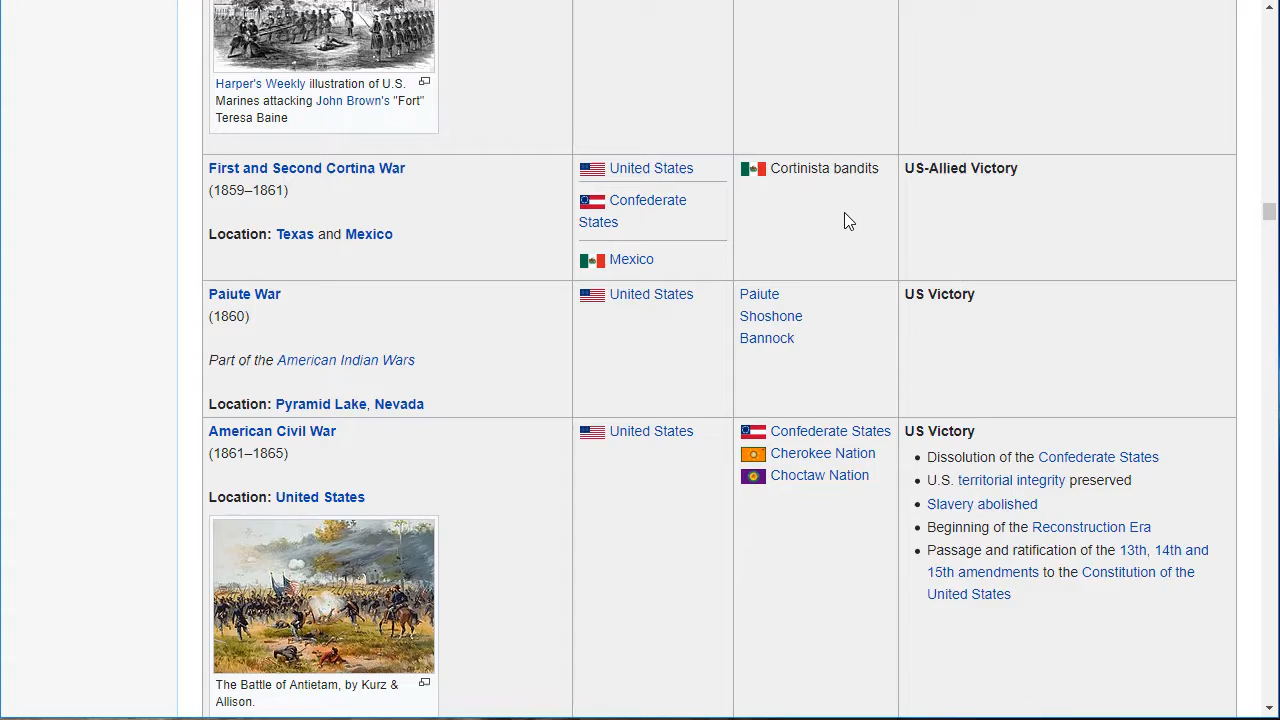 Harper's Weekly illustration of U.S.
Marines attacking John Brown's "Fort"
Teresa Baine
First and Second Cortina War
(1859–1861)
Location: Texas and Mexico
United States
Confederate
States
Mexico
Cortinista bandits
US-Allied Victory
Paiute War
(1860)
Part of the American Indian Wars
Location: Pyramid Lake, Nevada
United States
Paiute
Shoshone
Bannock
US Victory
American Civil War
(1861–1865)
Location: United States
The Battle of Antietam, by Kurz &
Allison.
United States
Confederate States
Cherokee Nation
Choctaw Nation
US Victory
• Dissolution of the Confederate States
• U.S. territorial integrity preserved
• Slavery abolished
• Beginning of the Reconstruction Era
• Passage and ratification of the 13th, 14th and
15th amendments to the Constitution of the
United States